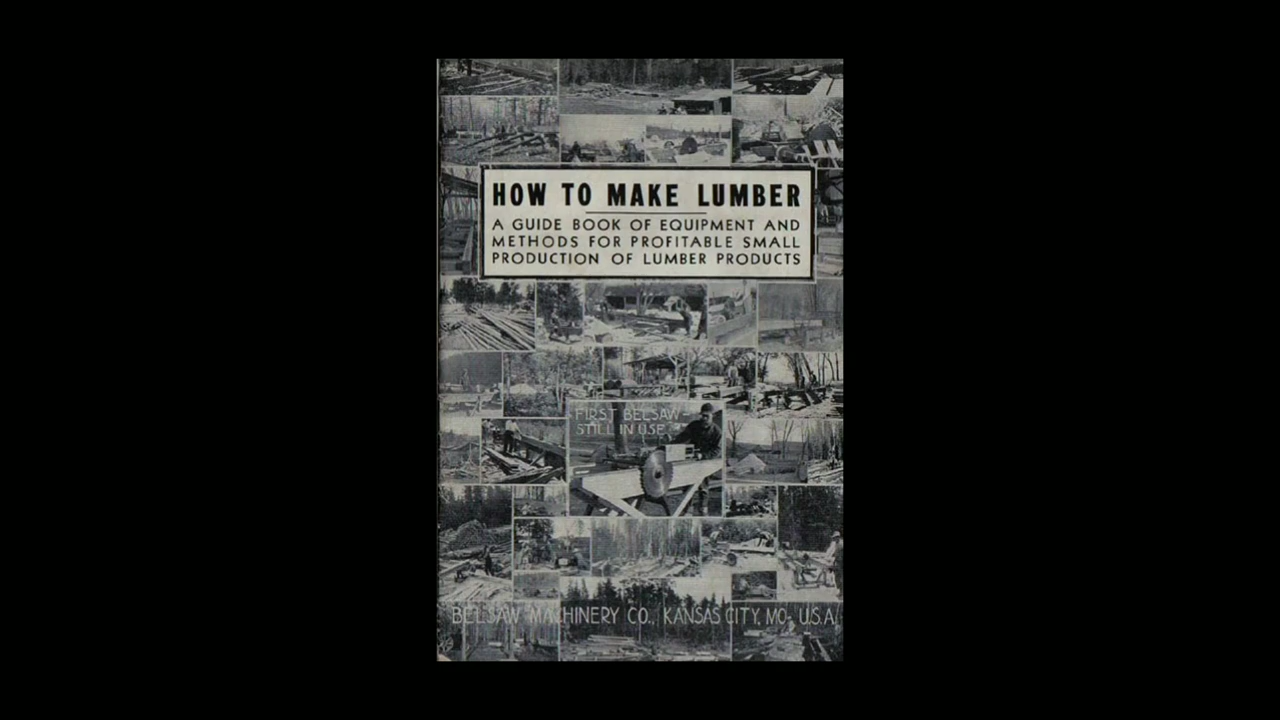 HOW TO MAKE LUMBER
A GUIDE BOOK OF EQUIPMENT AND
METHODS FOR PROFITABLE SMALL
PRODUCTION OF LUMBER PRODUCTS
FIRST BELSAW-
STILL IN USE
BELSAW MACHINERY CO., KANSAS CITY, MO. U.S.A.